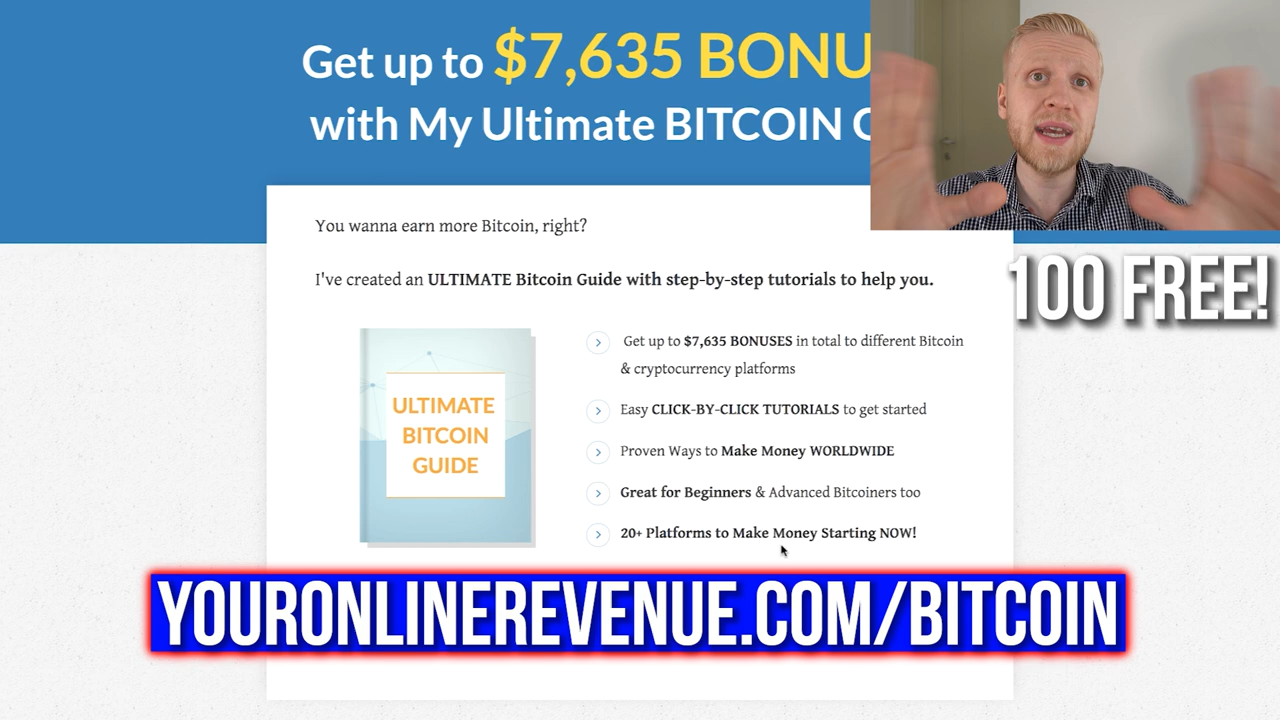 Get up to $7,635 BONU
with My Ultimate BITCOIN
You wanna earn more Bitcoin, right?
I've created an ULTIMATE Bitcoin Guide with step-by-step tutorials to help you.
100 FREE!
ULTIMATE
BITCOIN
GUIDE
Get up to $7,635 BONUSES in total to different Bitcoin
& cryptocurrency platforms
Easy CLICK-BY-CLICK TUTORIALS to get started
Proven Ways to Make Money WORLDWIDE
Great for Beginners & Advanced Bitcoiners too
20+ Platforms to Make Money Starting NOW!
YOURONLINEREVENUE.COM/BITCOIN